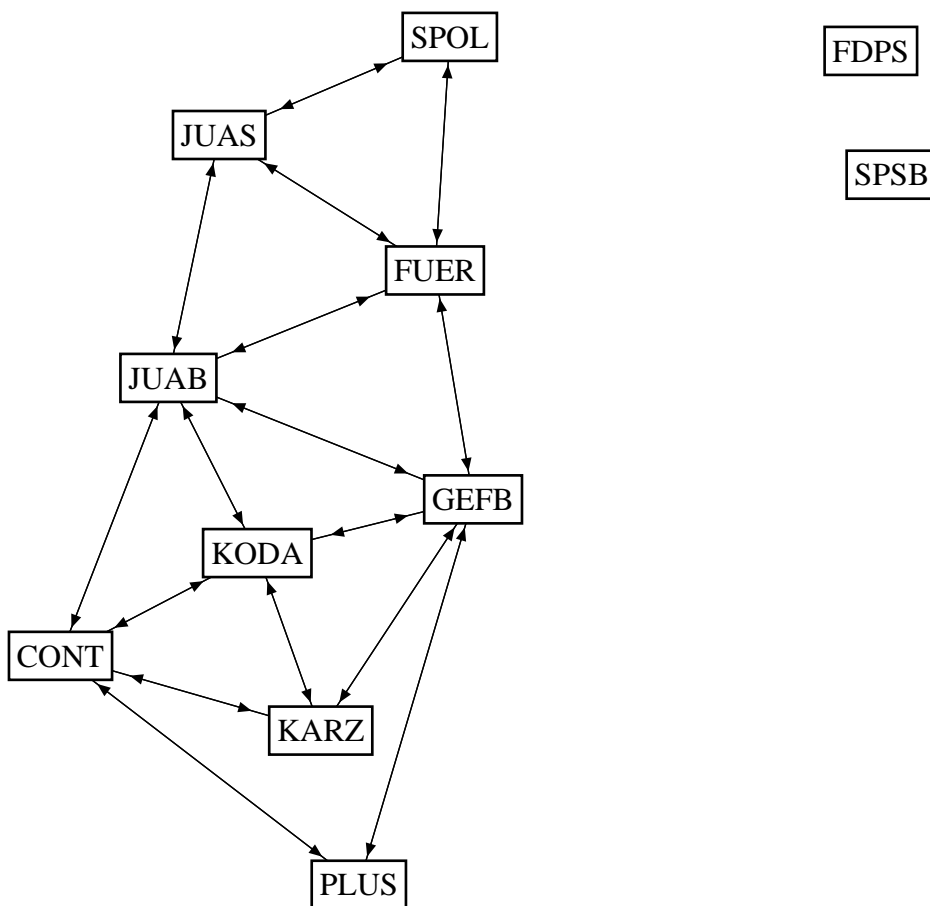 SPOL
FDPS
JUAS
SPSB
FUER
JUAB
GEFB
KODA
CONT
KARZ
PLUS